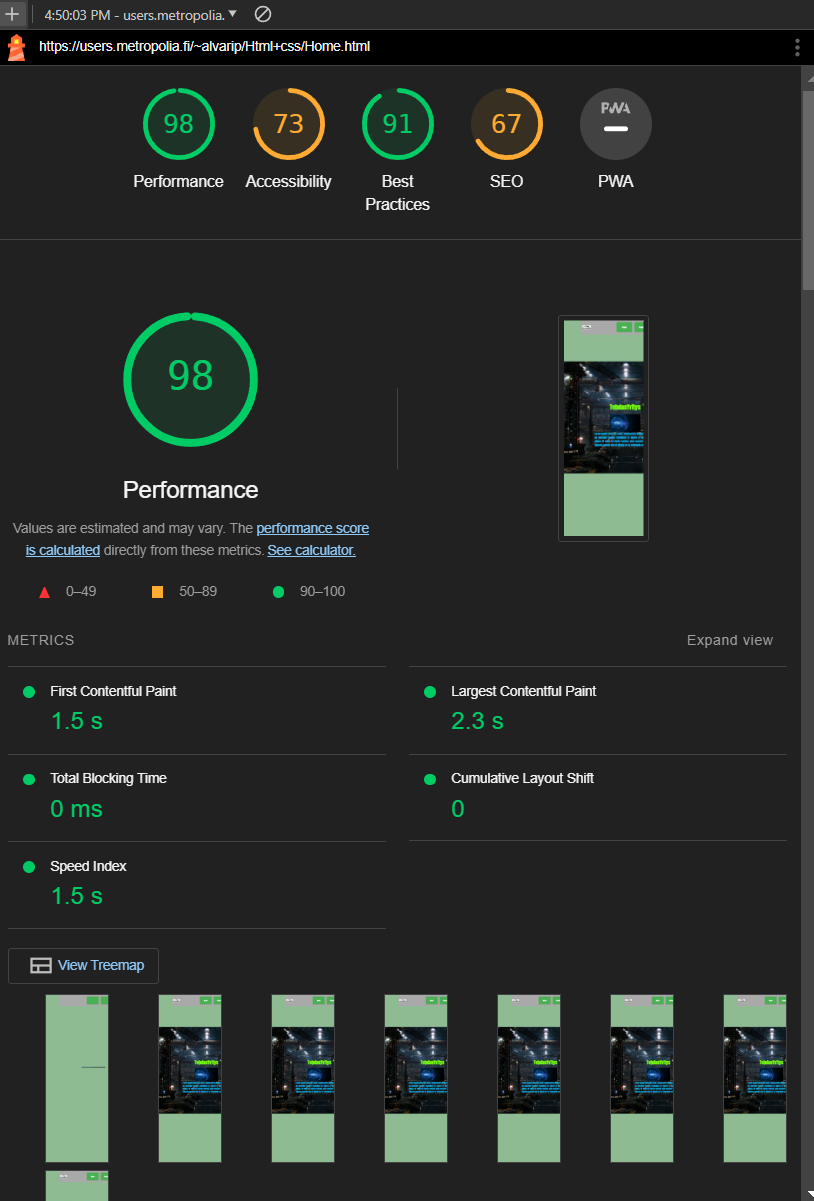 4:50:03 PM - users.metropolia.
https://users.metropolia.fi/~alvarip/Html+css/Home.html
98
73
91
67
PWA
Performance
Accessibility
Best
Practices
SEO
PWA
98
Performance
Values are estimated and may vary. The performance score
is calculated directly from these metrics. See calculator.
0–49
50–89
90–100
METRICS
Expand view
First Contentful Paint
1.5 s
Largest Contentful Paint
2.3 s
Total Blocking Time
0 ms
Cumulative Layout Shift
0
Speed Index
1.5 s
View Treemap